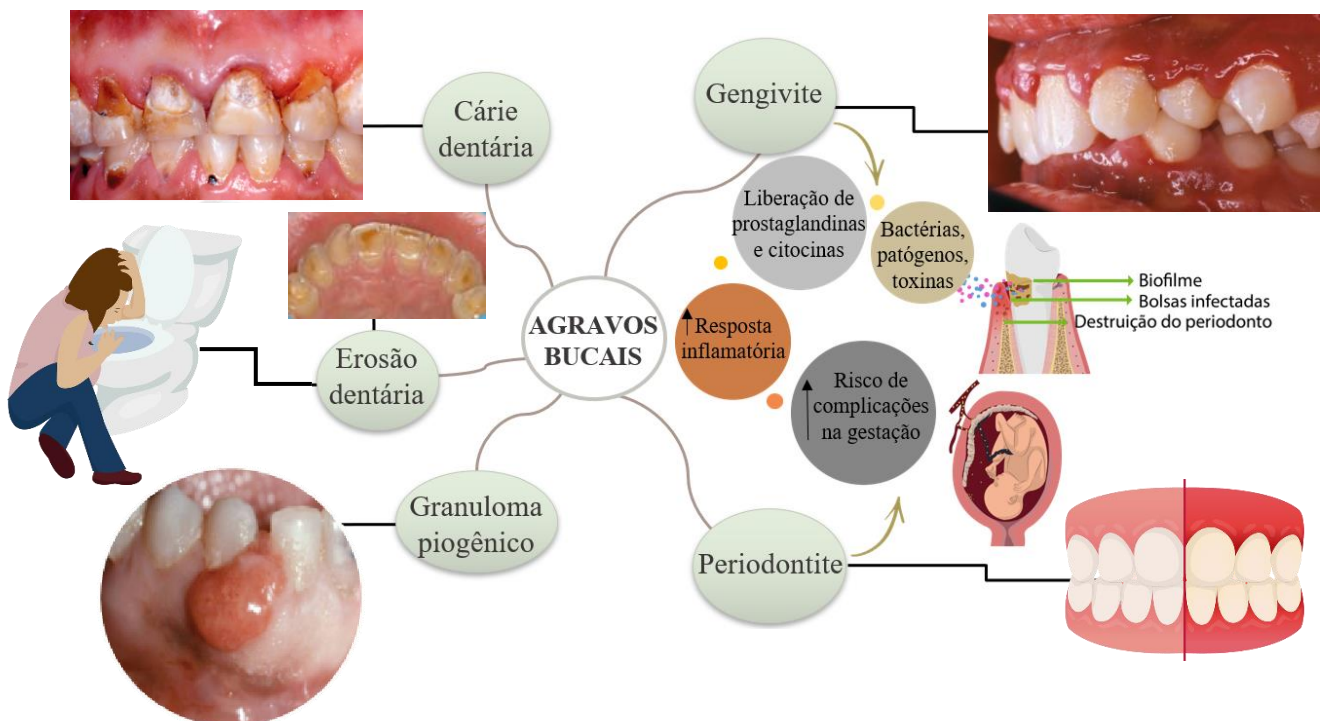 Cárie
dentária
Gengivite
Liberação de
prostaglandinas
e citocinas
Bactérias,
patógenos,
toxinas
Biofilme
Bolsas infectadas
Destruição do periodonto
AGRAVOS
BUCAIS
Resposta
inflamatória
Erosão
dentária
Risco de
complicações
na gestação
Granuloma
piogênico
Periodontite